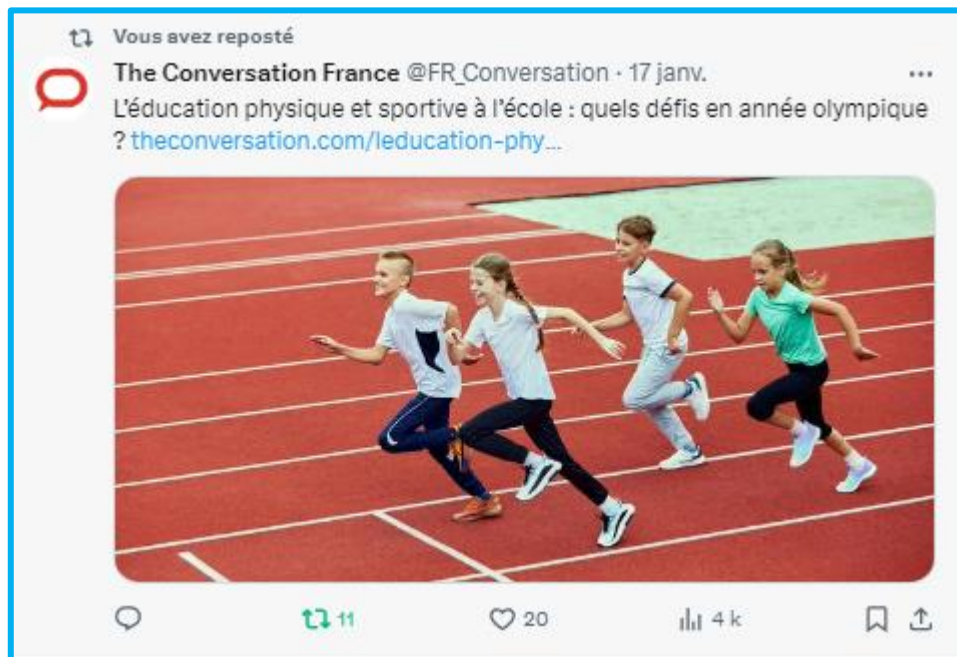 Vous avez reposté
The Conversation France @FR_Conversation · 17 janv.
L'éducation physique et sportive à l'école : quels défis en année olympique
? theconversation.com/leducation-phy...
11 20 4 k